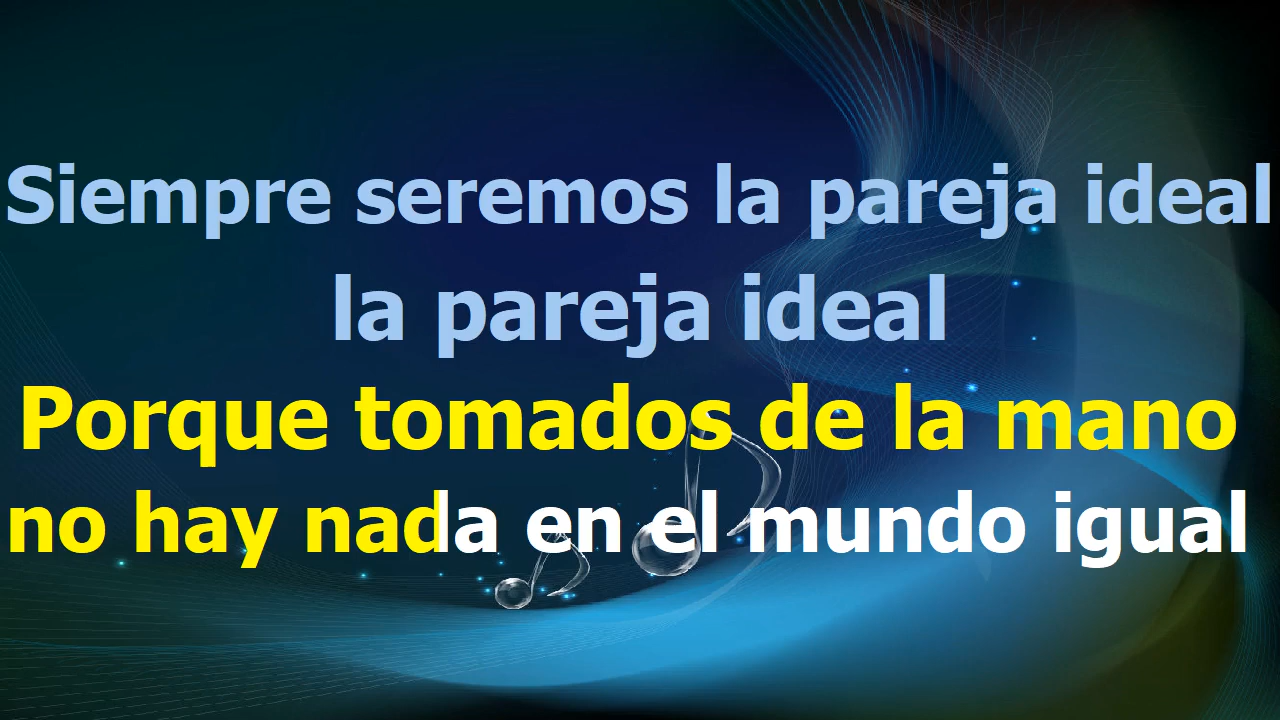 Siempre seremos la pareja ideal
la pareja ideal
Porque tomados de la mano
no hay nada en el mundo igual